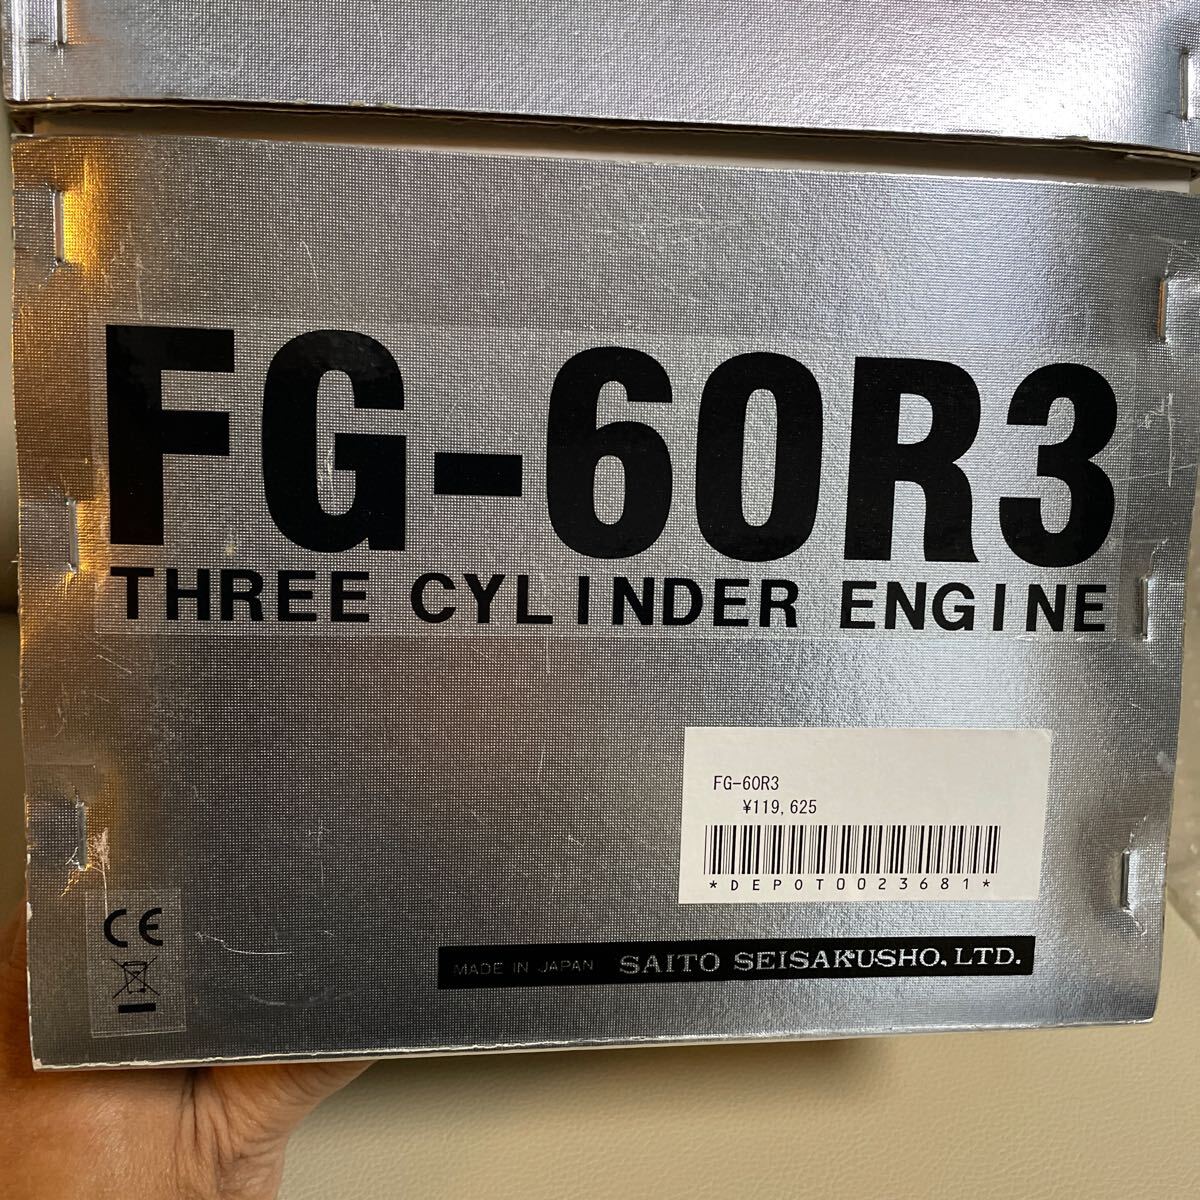 FG-60R3
THREE CYLINDER ENGINE
FG-60R3
¥119,625
*DEPOT0023681*
CE
MADE IN JAPAN SAITO SEISAKUSHO, LTD.